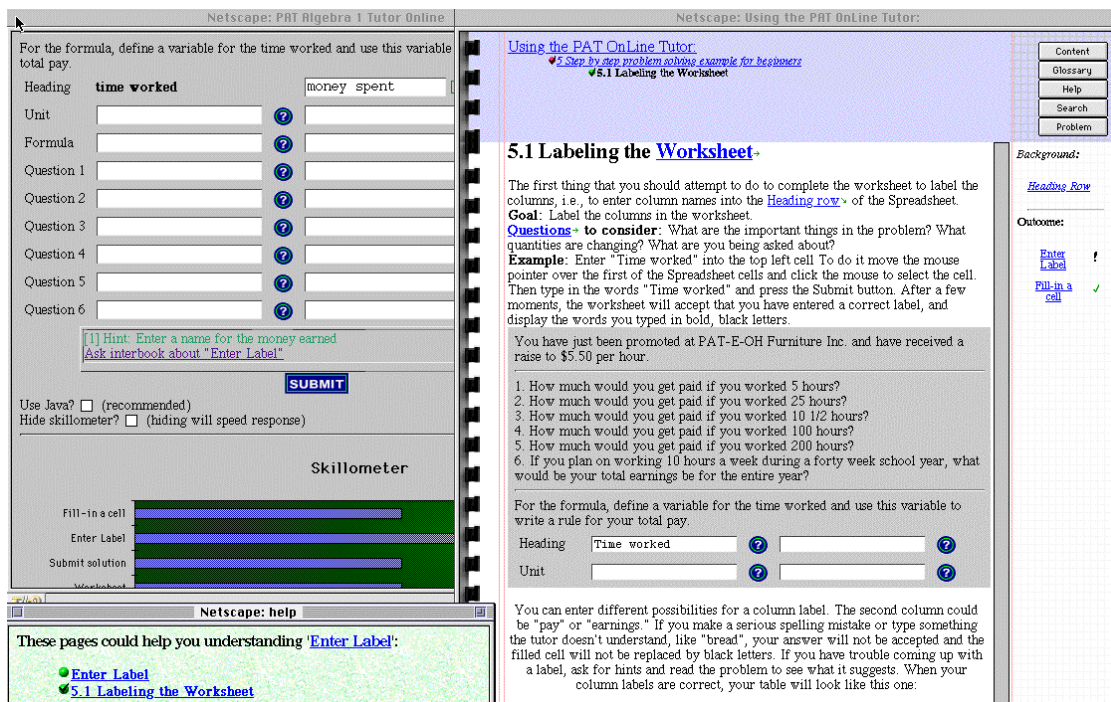 Netscape: PAT Algebra 1 Tutor Online
For the formula, define a variable for the time worked and use this variable
total pay.
Heading time worked money spent
Unit
Formula
Question 1
Question 2
Question 3
Question 4
Question 5
Question 6
[1] Hint: Enter a name for the money earned
Ask interbook about "Enter Label"
SUBMIT
Use Java? (recommended)
Hide skillometer? (hiding will speed response)
Skillometer
Fill-in a cell
Enter Label
Submit solution
Worksheet
Netscape: help
These pages could help you understanding 'Enter Label':
Enter Label
5.1 Labeling the Worksheet
Netscape: Using the PAT OnLine Tutor:
Using the PAT OnLine Tutor:
5 Step by step problem solving example for beginners
5.1 Labeling the Worksheet
Content
Glossary
Help
Search
Problem
5.1 Labeling the Worksheet
The first thing that you should attempt to do to complete the worksheet to label the
columns, i.e., to enter column names into the Heading row of the Spreadsheet.
Goal: Label the columns in the worksheet.
Questions to consider: What are the important things in the problem? What
quantities are changing? What are you being asked about?
Example: Enter "Time worked" into the top left cell To do it move the mouse
pointer over the first of the Spreadsheet cells and click the mouse to select the cell.
Then type in the words "Time worked" and press the Submit button. After a few
moments, the worksheet will accept that you have entered a correct label, and
display the words you typed in bold, black letters.
You have just been promoted at PAT-E-OH Furniture Inc. and have received a
raise to $5.50 per hour.
1. How much would you get paid if you worked 5 hours?
2. How much would you get paid if you worked 25 hours?
3. How much would you get paid if you worked 10 1/2 hours?
4. How much would you get paid if you worked 100 hours?
5. How much would you get paid if you worked 200 hours?
6. If you plan on working 10 hours a week during a forty week school year, what
would be your total earnings be for the entire year?
For the formula, define a variable for the time worked and use this variable to
write a rule for your total pay.
Heading Time worked
Unit
You can enter different possibilities for a column label. The second column could
be "pay" or "earnings." If you make a serious spelling mistake or type something
the tutor doesn't understand, like "bread", your answer will not be accepted and the
filled cell will not be replaced by black letters. If you have trouble coming up with
a label, ask for hints and read the problem to see what it suggests. When your
column labels are correct, your table will look like this one:
Background:
Heading Row
Outcome:
Enter
Label
Fill-in a
cell